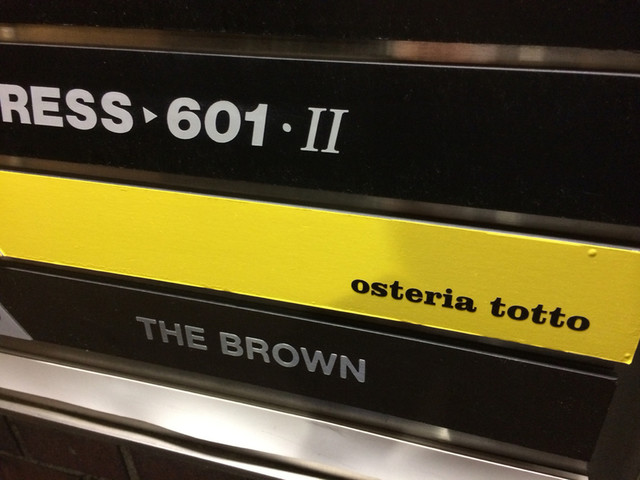 RESS▸601·II
osteria totto
THE BROWN